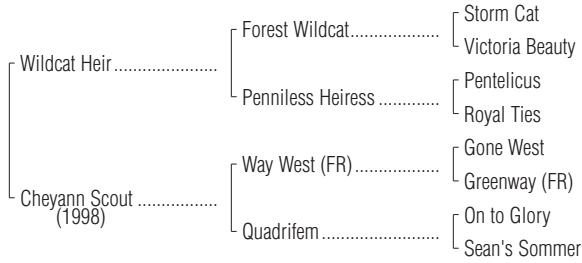 Storm Cat
Forest Wildcat..................
Victoria Beauty
Wildcat Heir.....................
Pentelicus
Penniless Heiress ............
Royal Ties
Gone West
Way West (FR) .................
Greenway (FR)
Cheyann Scout ................
(1998)
On to Glory
Quadrifem........................
Sean's Sommer